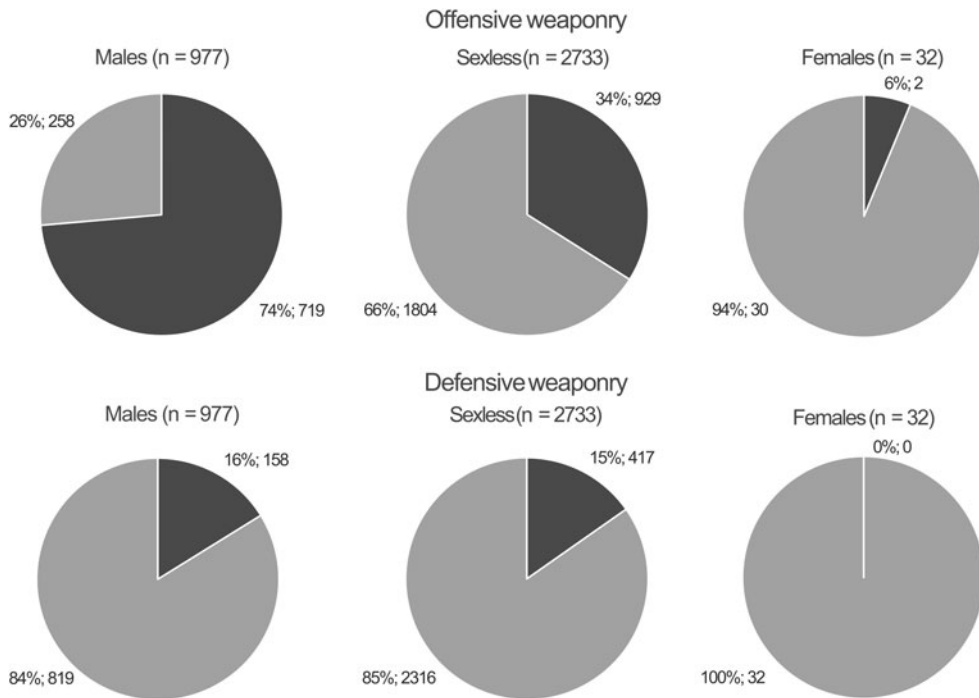 Offensive weaponry
Males (n = 977)
Sexless (n = 2733)
Females (n = 32)
26%; 258
74%; 719
34%; 929
66%; 1804
6%; 2
94%; 30
Defensive weaponry
Males (n = 977)
Sexless (n = 2733)
Females (n = 32)
16%; 158
84%; 819
15%; 417
85%; 2316
0%; 0
100%; 32